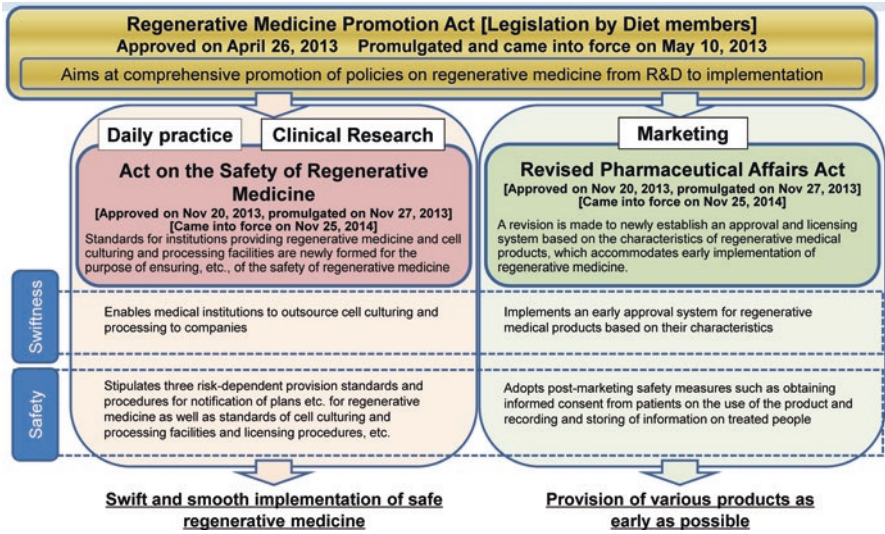 Regenerative Medicine Promotion Act [Legislation by Diet members]
Approved on April 26, 2013 Promulgated and came into force on May 10, 2013
Aims at comprehensive promotion of policies on regenerative medicine from R&D to implementation
Daily practice
Clinical Research
Act on the Safety of Regenerative
Medicine
[Approved on Nov 20, 2013, promulgated on Nov 27, 2013]
[Came into force on Nov 25, 2014]
Standards for institutions providing regenerative medicine and cell
culturing and processing facilities are newly formed for the
purpose of ensuring, etc., of the safety of regenerative medicine
Marketing
Revised Pharmaceutical Affairs Act
[Approved on Nov 20, 2013, promulgated on Nov 27, 2013]
[Came into force on Nov 25, 2014]
A revision is made to newly establish an approval and licensing
system based on the characteristics of regenerative medical
products, which accommodates early implementation of
regenerative medicine.
Swiftness
Enables medical institutions to outsource cell culturing and
processing to companies
Implements an early approval system for regenerative
medical products based on their characteristics
Safety
Stipulates three risk-dependent provision standards and
procedures for notification of plans etc. for regenerative
medicine as well as standards of cell culturing and
processing facilities and licensing procedures, etc.
Adopts post-marketing safety measures such as obtaining
informed consent from patients on the use of the product and
recording and storing of information on treated people
Swift and smooth implementation of safe
regenerative medicine
Provision of various products as
early as possible